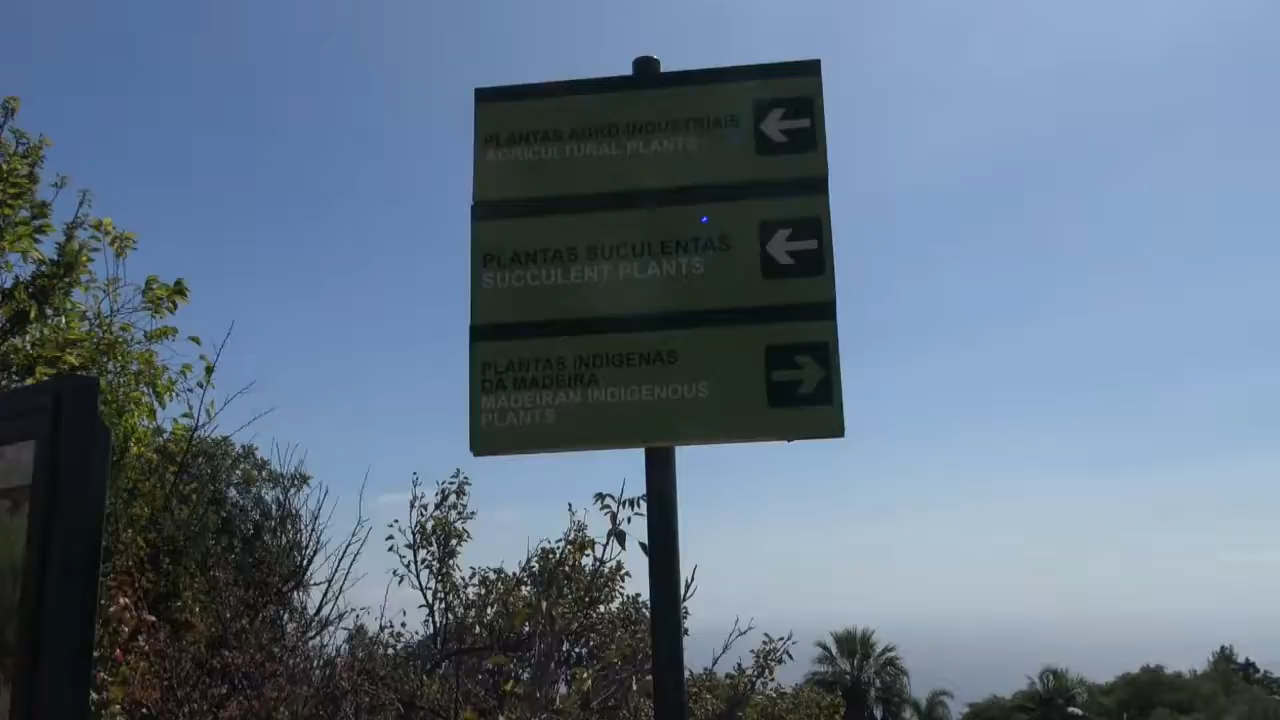 PLANTAS AGRO-INDUSTRIAIS
AGRICULTURAL PLANTS
PLANTAS SUCULENTAS
SUCCULENT PLANTS
PLANTAS INDIGENAS
DA MADEIRA
MADEIRAN INDIGENOUS
PLANTS